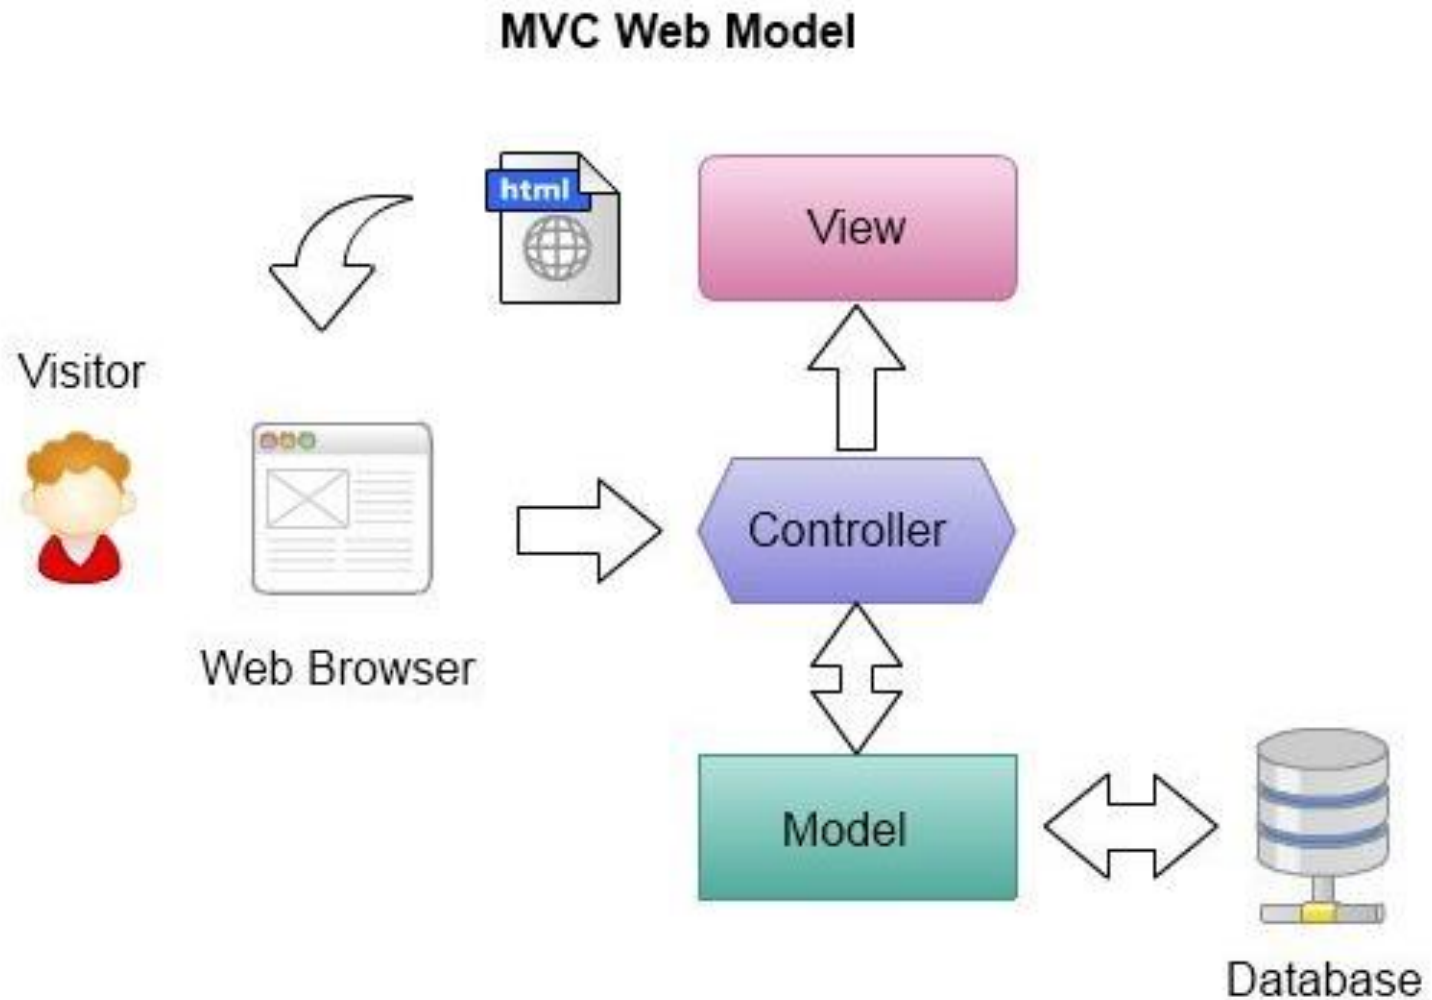 MVC Web Model
html
View
Visitor
Controller
Web Browser
Model
Database